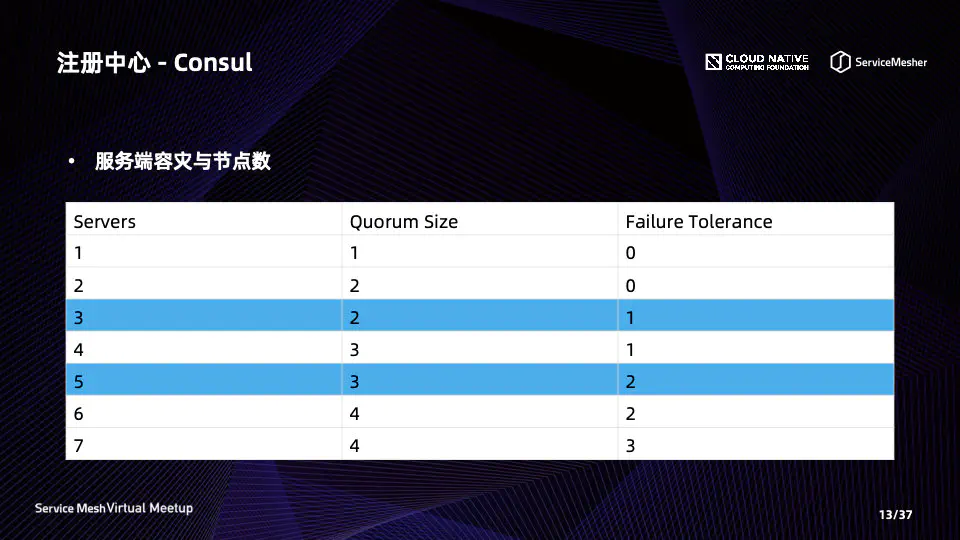 注册中心 - Consul
CLOUD NATIVE
COMPUTING FOUNDATION
ServiceMesher
• 服务端容灾与节点数
Servers Quorum Size Failure Tolerance
1 1 0
2 2 0
3 2 1
4 3 1
5 3 2
6 4 2
7 4 3
Service Mesh Virtual Meetup
13/37